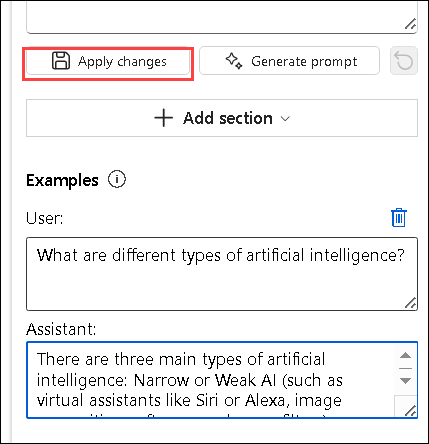 Apply changes
Generate prompt
Add section
Examples
User:
What are different types of artificial intelligence?
Assistant:
There are three main types of artificial
intelligence: Narrow or Weak AI (such as
virtual assistants like Siri or Alexa, image